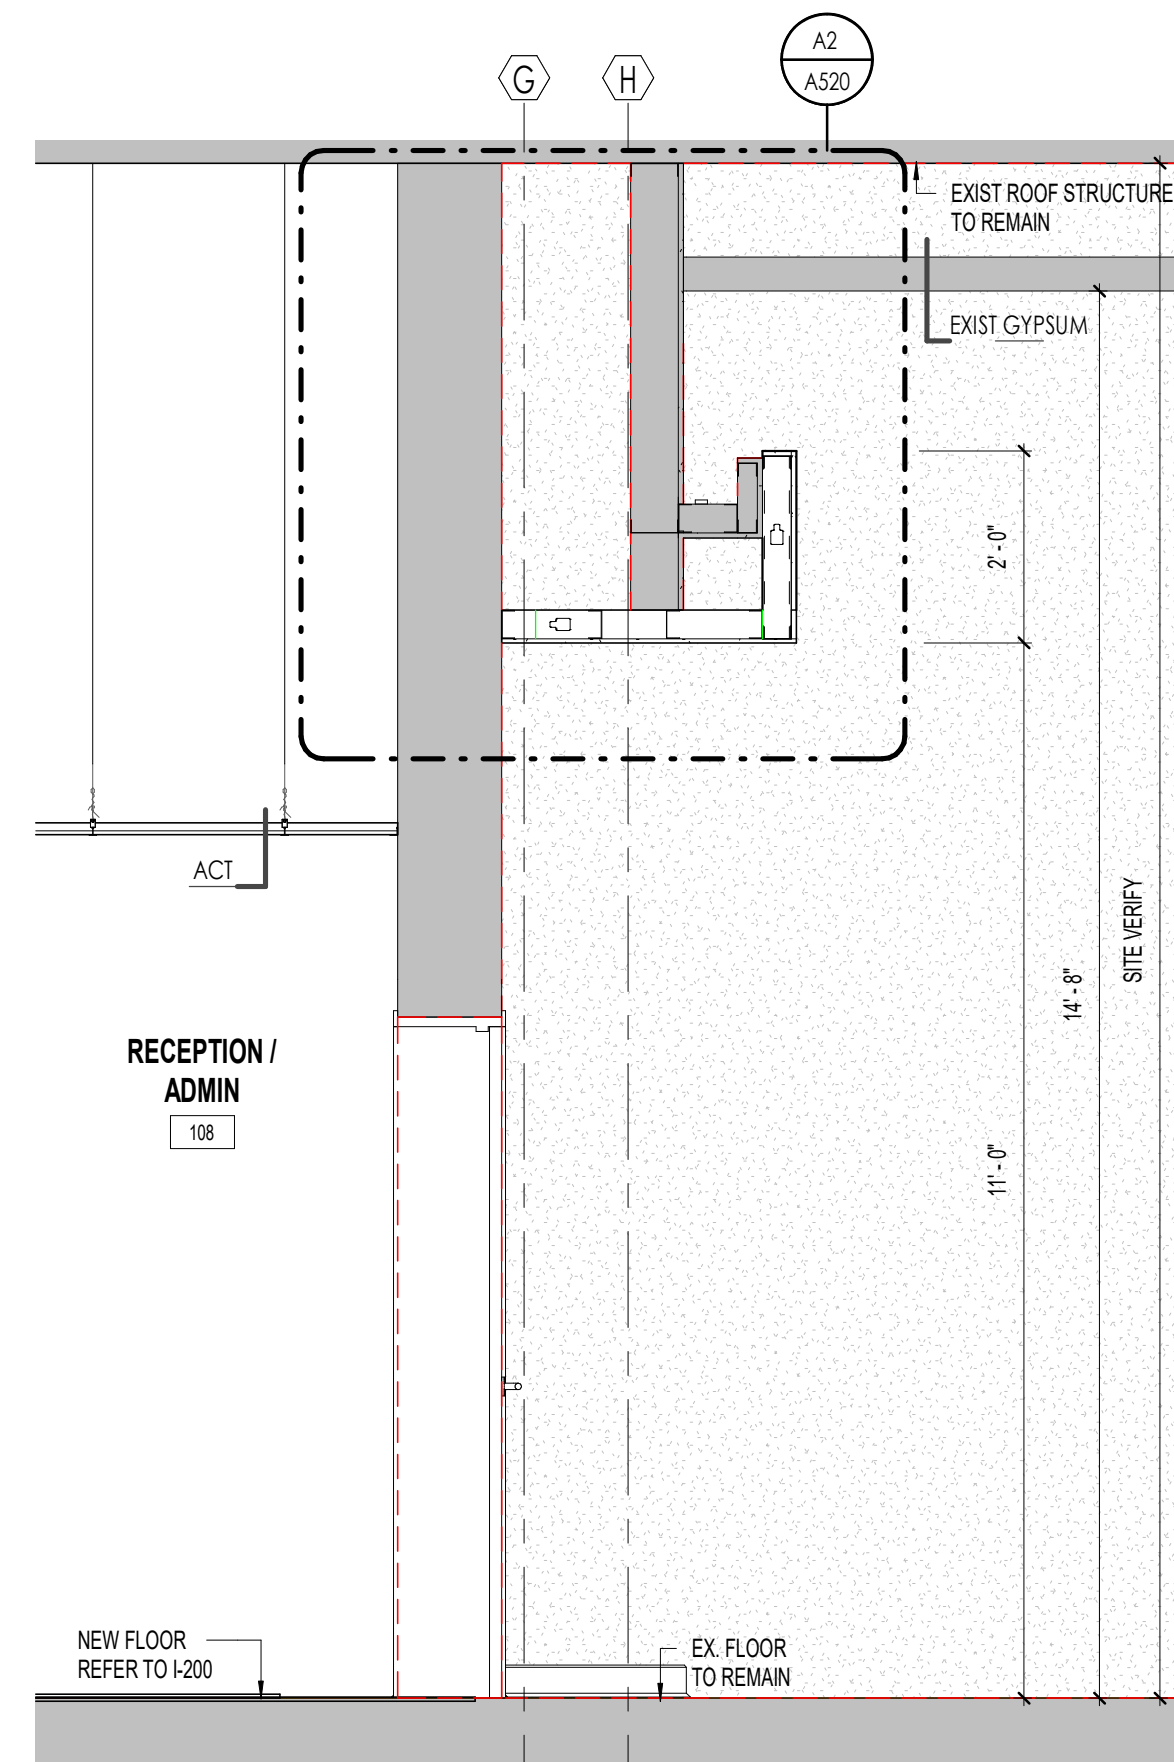 G
H
A2
A520
EXIST ROOF STRUCTURE
TO REMAIN
EXIST GYPSUM
2' - 0"
ACT
SITE VERIFY
14' - 8"
RECEPTION /
ADMIN
108
11' - 0"
NEW FLOOR
REFER TO I-200
EX. FLOOR
TO REMAIN